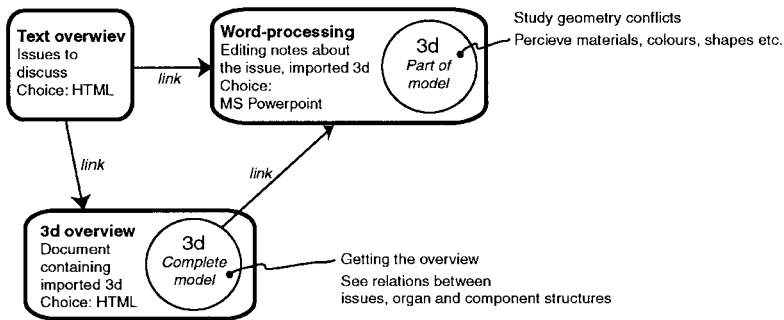 Text overwiev
Issues to
discuss
Choice: HTML
link
Word-processing
Editing notes about
the issue, imported 3d
Choice:
MS Powerpoint
3d
Part of
model
Study geometry conflicts
Percieve materials, colours, shapes etc.
link
link
3d overview
Document
containing
imported 3d
Choice: HTML
3d
Complete
model
Getting the overview
See relations between
issues, organ and component structures